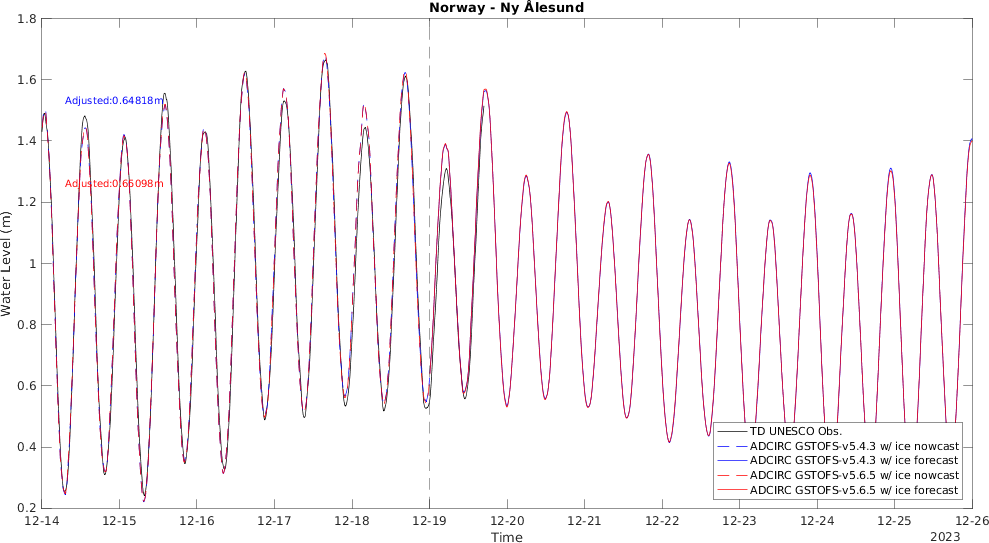 Norway - Ny Ålesund
1.8
1.6
1.4
1.2
1
0.8
0.6
0.4
0.2
Water Level (m)
Adjusted:0.64818m
Adjusted:0.65098m
TD UNESCO Obs.
ADCIRC GSTOFS-v5.4.3 w/ ice nowcast
ADCIRC GSTOFS-v5.4.3 w/ ice forecast
ADCIRC GSTOFS-v5.6.5 w/ ice nowcast
ADCIRC GSTOFS-v5.6.5 w/ ice forecast
12-14 12-15 12-16 12-17 12-18 12-19 12-20 12-21 12-22 12-23 12-24 12-25 12-26
Time
2023